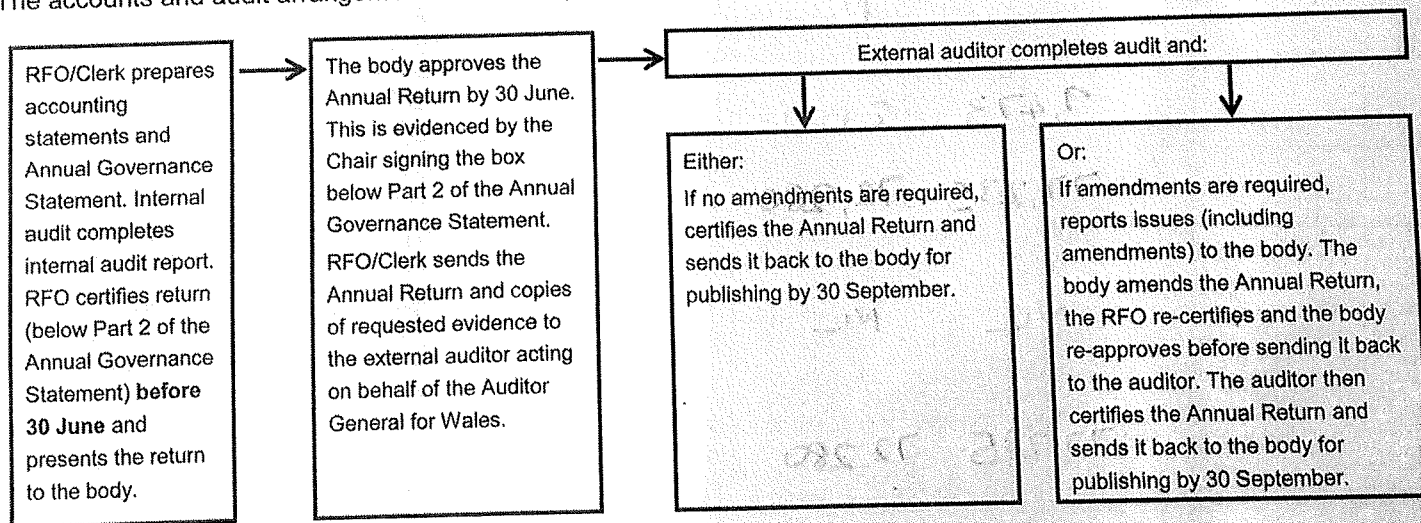 The accounts and audit arrangements
RFO/Clerk prepares
accounting
statements and
Annual Governance
Statement. Internal
audit completes
internal audit report.
RFO certifies return
(below Part 2 of the
Annual Governance
Statement) before
30 June and
presents the return
to the body.
The body approves the
Annual Return by 30 June.
This is evidenced by the
Chair signing the box
below Part 2 of the Annual
Governance Statement.
RFO/Clerk sends the
Annual Return and copies
of requested evidence to
the external auditor acting
on behalf of the Auditor
General for Wales.
External auditor completes audit and:
Either:
If no amendments are required,
certifies the Annual Return and
sends it back to the body for
publishing by 30 September.
Or:
If amendments are required,
reports issues (including
amendments) to the body. The
body amends the Annual Return,
the RFO re-certifies and the body
re-approves before sending it back
to the auditor. The auditor then
certifies the Annual Return and
sends it back to the body for
publishing by 30 September.